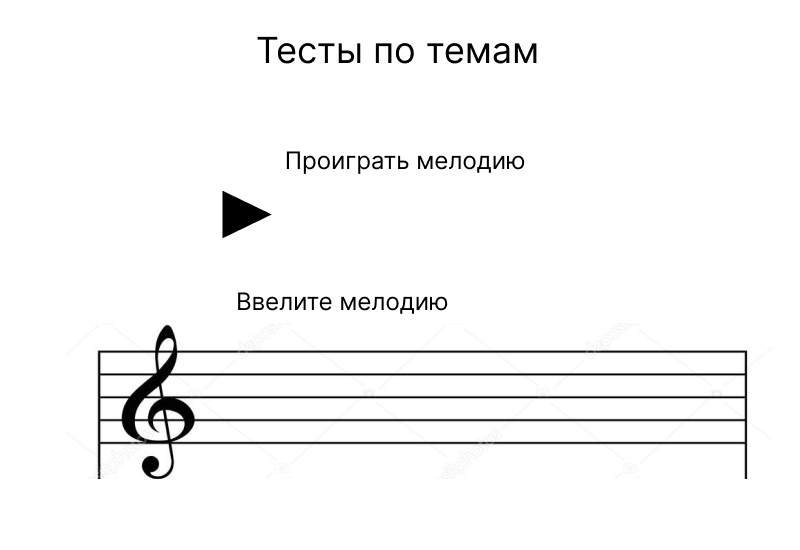 Тесты по темам
Проиграть мелодию
Ввелите мелодию